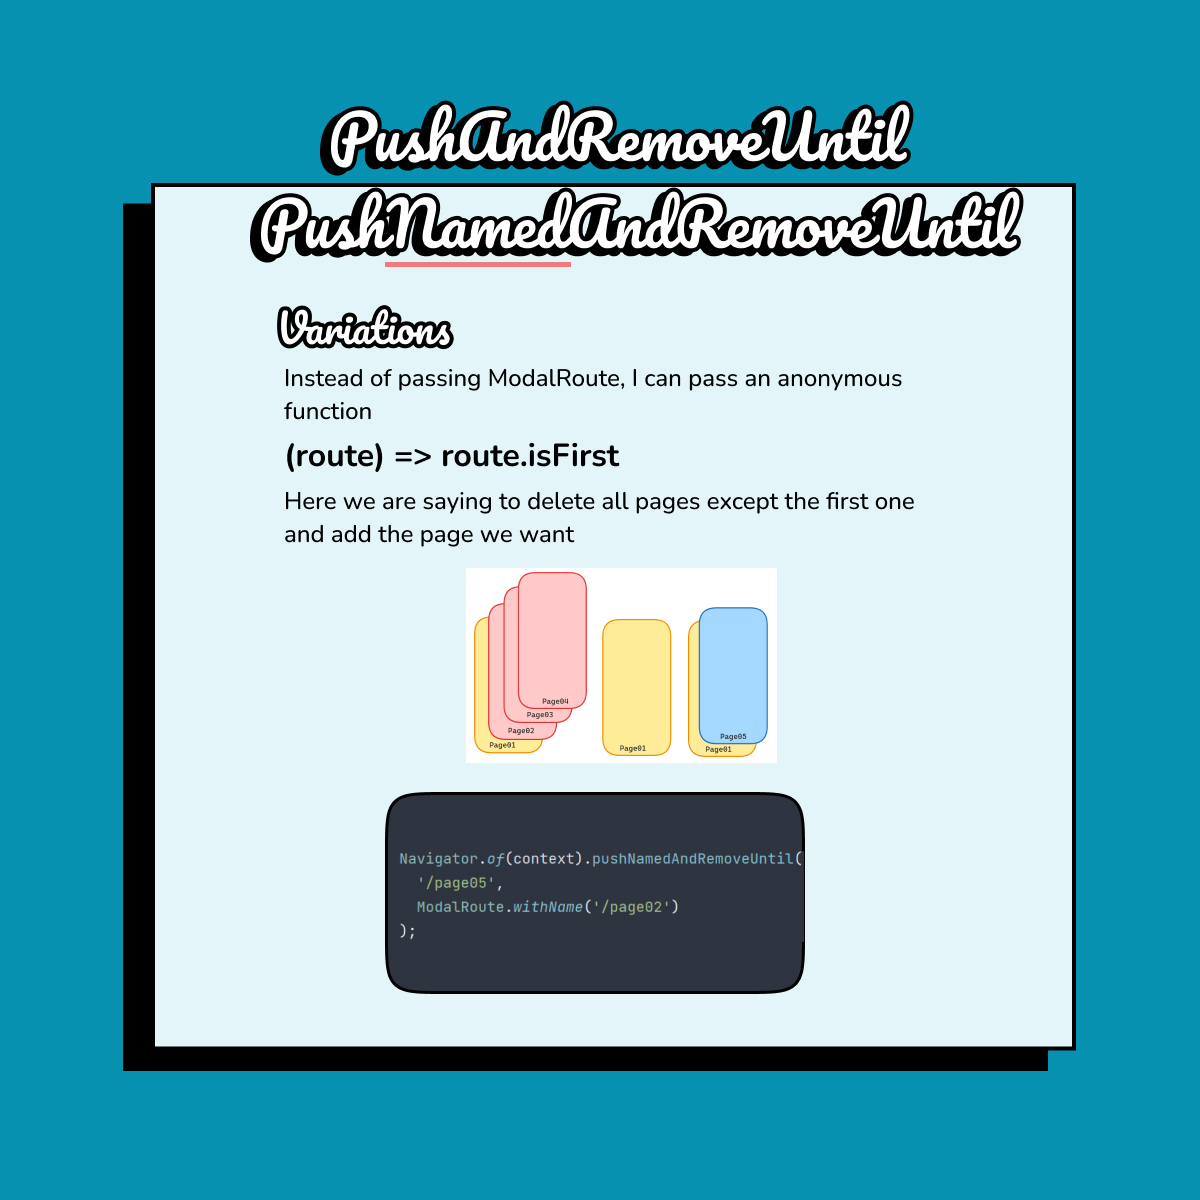 PushAndRemoveUntil
PushNamedAndRemoveUntil
Variations
Instead of passing ModalRoute, I can pass an anonymous
function
(route) => route.isFirst
Here we are saying to delete all pages except the first one
and add the page we want
Page04
Page03
Page02
Page01
Page01
Page05
Page01
Navigator.of(context).pushNamedAndRemoveUntil(
'/page05',
ModalRoute.withName('/page02')
);